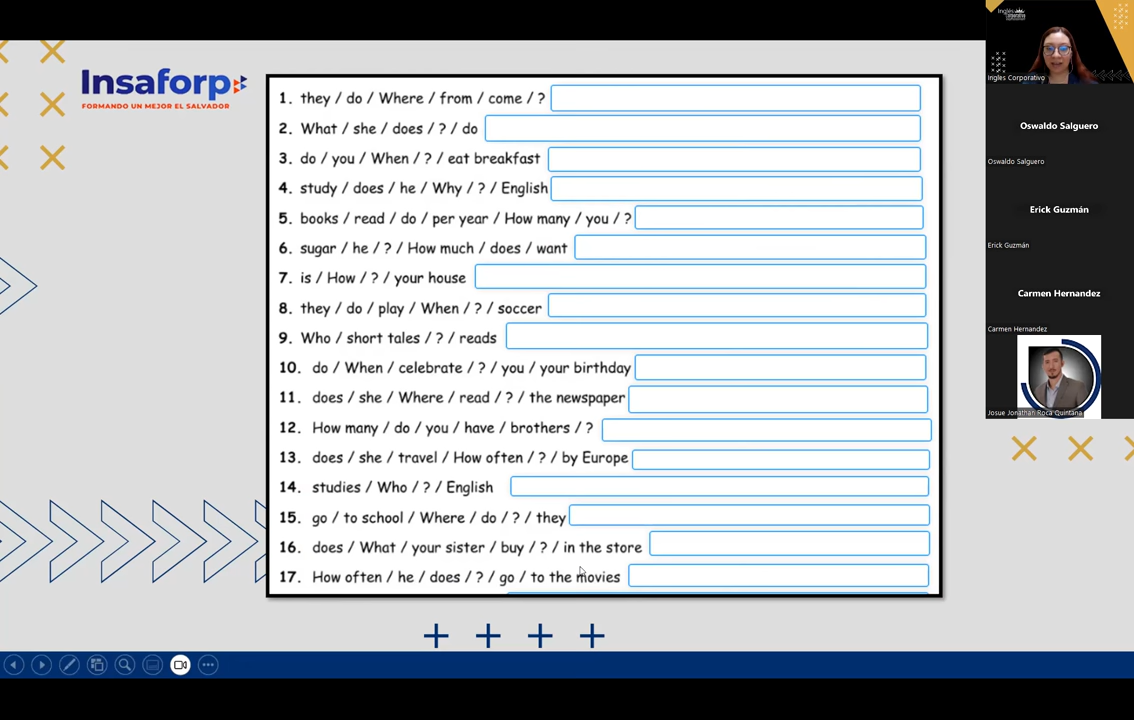 Inglés
Corporativo
Ingles Corporativo
Insaforp
FORMANDO UN MEJOR EL SALVADOR
1. they / do / Where / from / come / ?
2. What / she / does / ? / do
3. do / you / When / ? / eat breakfast
4. study / does / he / Why / ? / English
5. books / read / do / per year / How many / you / ?
6. sugar / he / ? / How much / does / want
7. is / How / ? / your house
8. they / do / play / When / ? / soccer
9. Who / short tales / ? / reads
10. do / When / celebrate / ? / you / your birthday
11. does / she / Where / read / ? / the newspaper
12. How many / do / you / have / brothers / ?
13. does / she / travel / How often / ? / by Europe
14. studies / Who / ? / English
15. go / to school / Where / do / ? / they
16. does / What / your sister / buy / ? / in the store
17. How often / he / does / ? / go / to the movies
Oswaldo Salguero
Oswaldo Salguero
Erick Guzmán
Erick Guzmán
Carmen Hernandez
Carmen Hernandez
Josue Jonathan Roca Quintana